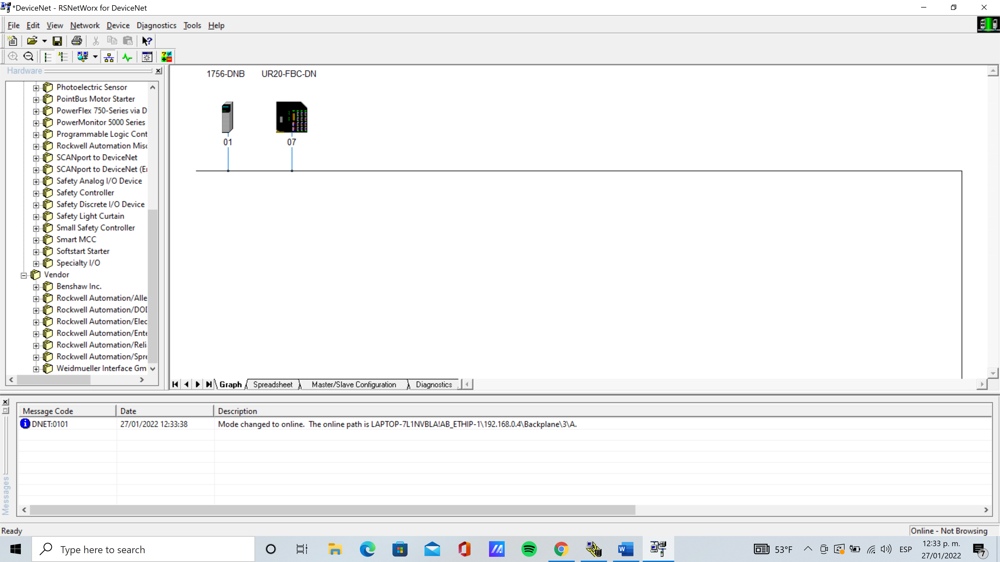 *DeviceNet - RSNetWorx for DeviceNet
File Edit View Network Device Diagnostics Tools Help
Hardware
Photoelectric Sensor
PointBus Motor Starter
PowerFlex 750-Series via D
PowerMonitor 5000 Series
Programmable Logic Cont
Rockwell Automation Misc
SCANport to DeviceNet
SCANport to DeviceNet (Er
Safety Analog I/O Device
Safety Controller
Safety Discrete I/O Device
Safety Light Curtain
Small Safety Controller
Smart MCC
Softstart Starter
Specialty I/O
Vendor
Benshaw Inc.
Rockwell Automation/Alle
Rockwell Automation/DOD
Rockwell Automation/Elec
Rockwell Automation/Ente
Rockwell Automation/Reli
Rockwell Automation/Spre
Weidmueller Interface Gm
1756-DNB UR20-FBC-DN
01 07
Graph Spreadsheet Master/Slave Configuration Diagnostics
Messages
Message Code Date Description
DNET:0101 27/01/2022 12:33:38 Mode changed to online. The online path is LAPTOP-7L1NVBLA!AB_ETHIP-1\192.168.0.4\Backplane\3\A.
Ready Online - Not Browsing
Type here to search
W
53°F ESP 12:33 p. m.
27/01/2022
7